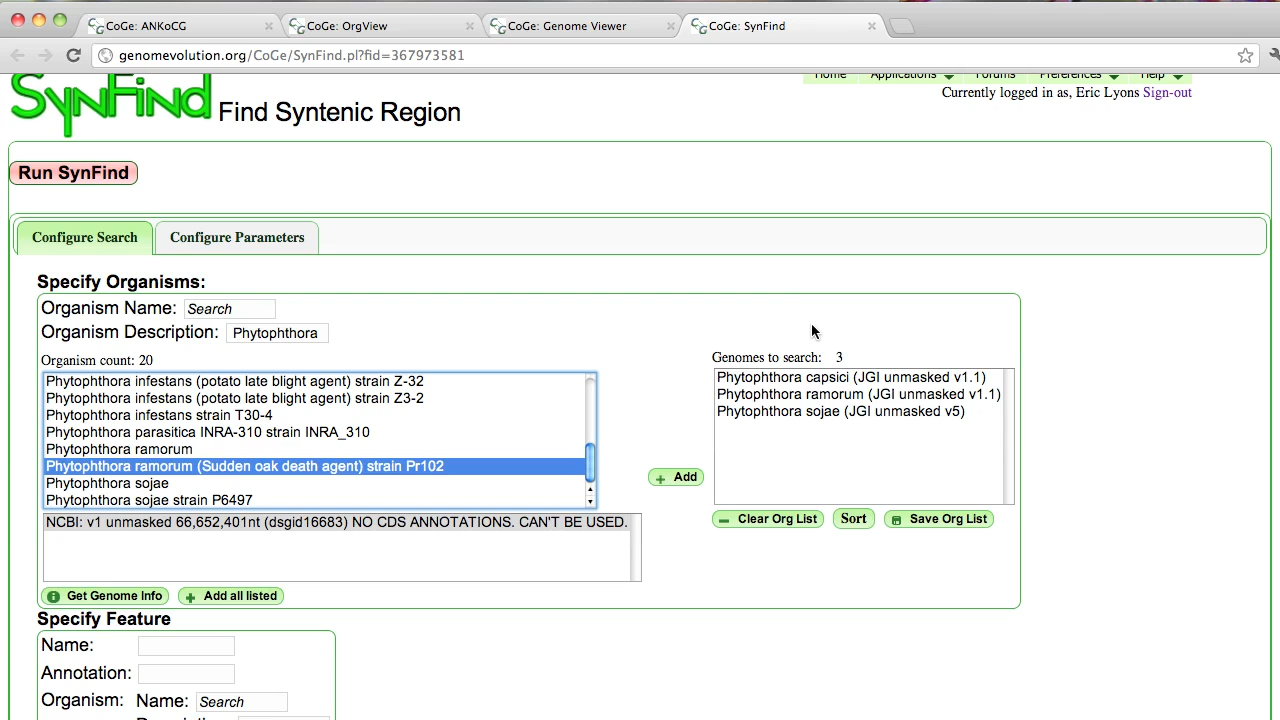 CoGe: ANKoCG
CoGe: OrgView
CoGe: Genome Viewer
CoGe: SynFind
genomevolution.org/CoGe/SynFind.pl?fid=367973581
Home Applications Forums Preferences Help
Currently logged in as, Eric Lyons Sign-out
SynFind Find Syntenic Region
Run SynFind
Configure Search Configure Parameters
Specify Organisms:
Organism Name: Search
Organism Description: Phytophthora
Organism count: 20
Phytophthora infestans (potato late blight agent) strain Z-32
Phytophthora infestans (potato late blight agent) strain Z3-2
Phytophthora infestans strain T30-4
Phytophthora parasitica INRA-310 strain INRA_310
Phytophthora ramorum
Phytophthora ramorum (Sudden oak death agent) strain Pr102
Phytophthora sojae
Phytophthora sojae strain P6497
NCBI: v1 unmasked 66,652,401nt (dsgid16683) NO CDS ANNOTATIONS. CAN'T BE USED.
Get Genome Info Add all listed
Add
Genomes to search: 3
Phytophthora capsici (JGI unmasked v1.1)
Phytophthora ramorum (JGI unmasked v1.1)
Phytophthora sojae (JGI unmasked v5)
Clear Org List Sort Save Org List
Specify Feature
Name:
Annotation:
Organism: Name: Search